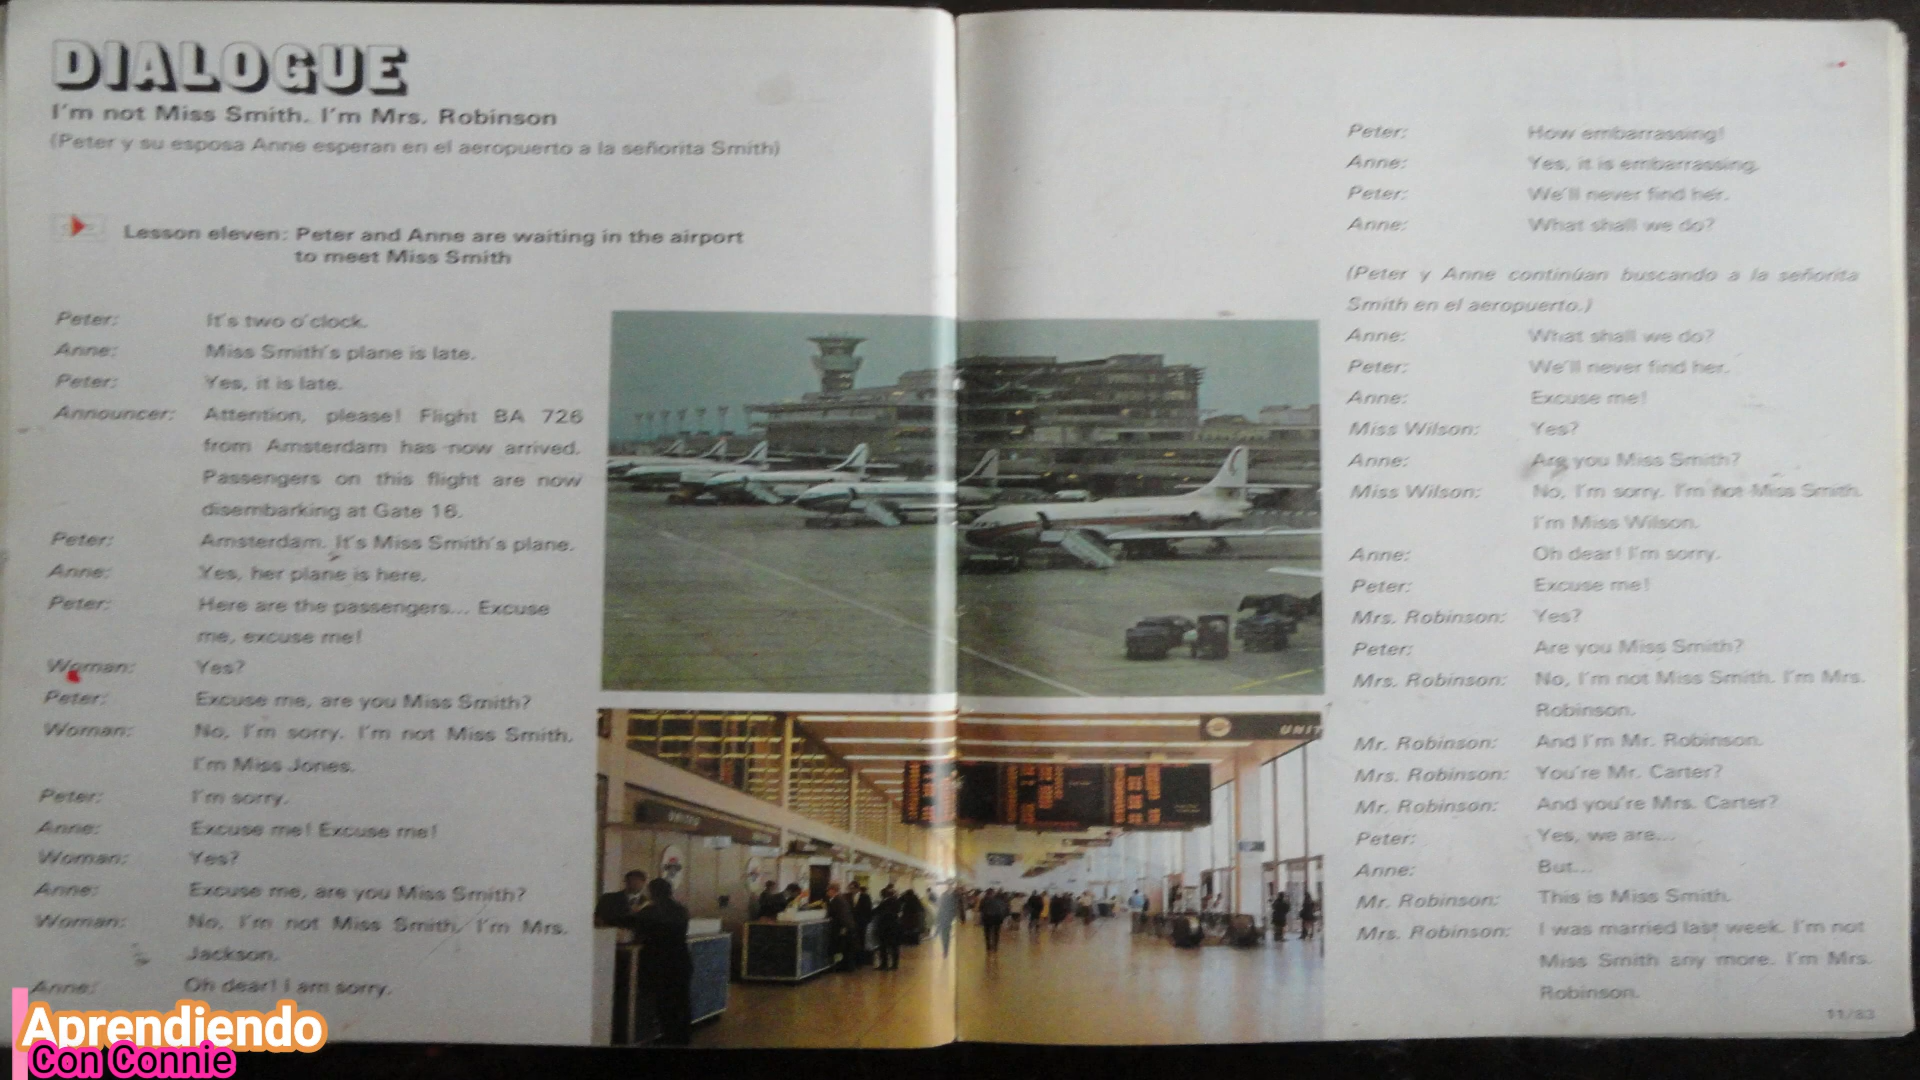 DIALOGUE
I'm not Miss Smith. I'm Mrs. Robinson
(Peter y su esposa Anne esperan en el aeropuerto a la señorita Smith)
Lesson eleven: Peter and Anne are waiting in the airport
to meet Miss Smith
Peter: It's two o'clock.
Anne: Miss Smith's plane is late.
Peter: Yes, it is late.
Announcer: Attention, please! Flight BA 726
from Amsterdam has now arrived.
Passengers on this flight are now
disembarking at Gate 16.
Peter: Amsterdam. It's Miss Smith's plane.
Anne: Yes, her plane is here.
Peter: Here are the passengers... Excuse
me, excuse me!
Woman: Yes?
Peter: Excuse me, are you Miss Smith?
Woman: No, I'm sorry. I'm not Miss Smith.
I'm Miss Jones.
Peter: I'm sorry.
Anne: Excuse me! Excuse me!
Woman: Yes?
Anne: Excuse me, are you Miss Smith?
Woman: No, I'm not Miss Smith, I'm Mrs.
Jackson.
Anne: Oh dear! I am sorry.
Peter: How embarrassing!
Anne: Yes, it is embarrassing.
Peter: We'll never find her.
Anne: What shall we do?
(Peter y Anne continúan buscando a la señorita
Smith en el aeropuerto.)
Anne: What shall we do?
Peter: We'll never find her.
Anne: Excuse me!
Miss Wilson: Yes?
Anne: Are you Miss Smith?
Miss Wilson: No, I'm sorry. I'm not Miss Smith.
I'm Miss Wilson.
Anne: Oh dear! I'm sorry.
Peter: Excuse me!
Mrs. Robinson: Yes?
Peter: Are you Miss Smith?
Mrs. Robinson: No, I'm not Miss Smith. I'm Mrs.
Robinson.
Mr. Robinson: And I'm Mr. Robinson.
Mrs. Robinson: You're Mr. Carter?
Mr. Robinson: And you're Mrs. Carter?
Peter: Yes, we are...
Anne: But...
Mr. Robinson: This is Miss Smith.
Mrs. Robinson: I was married last week. I'm not
Miss Smith any more. I'm Mrs.
Robinson.
11/83
UNIT
Aprendiendo
Con Connie